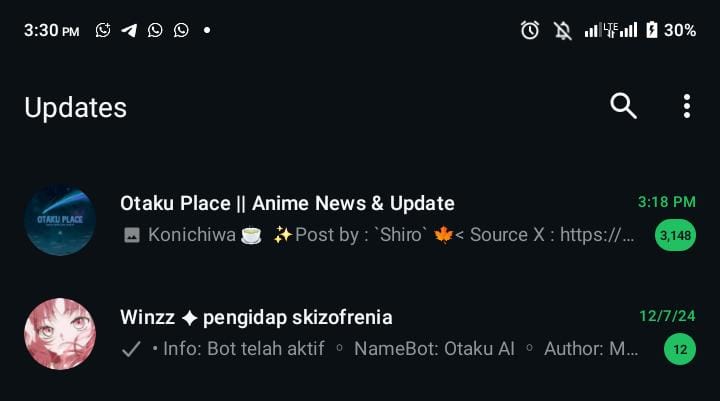 3:30 PM LTE 30%
Updates
Otaku Place || Anime News & Update 3:18 PM
Konichiwa ☕ ✨Post by : `Shiro` 🍁< Source X : https://… 3,148
OTAKU PLACE
Winzz ✦ pengidap skizofrenia 12/7/24
• Info: Bot telah aktif ◦ NameBot: Otaku AI ◦ Author: M… 12